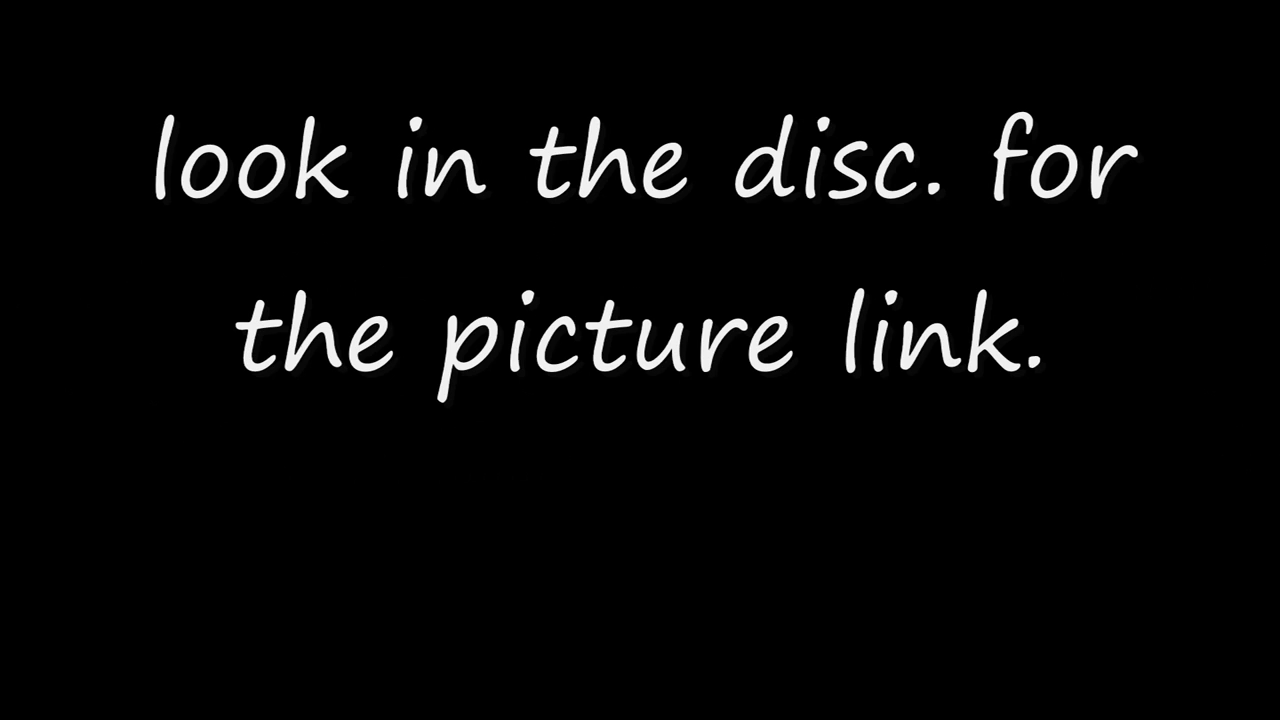 look in the disc. for
the picture link.